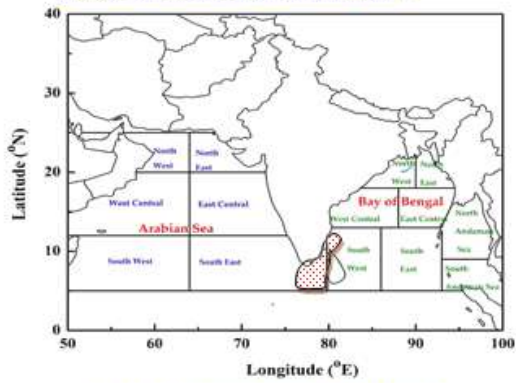 40
30
20
10
0
Latitude (°N)
50
60
70
80
90
100
Longitude (°E)
North
West
North
East
West Central
East Central
Arabian Sea
South West
South East
North
West
North
East
Bay of Bengal
West Central
East Central
South
West
South
East
North
Andaman
Sea
South
Andaman Sea